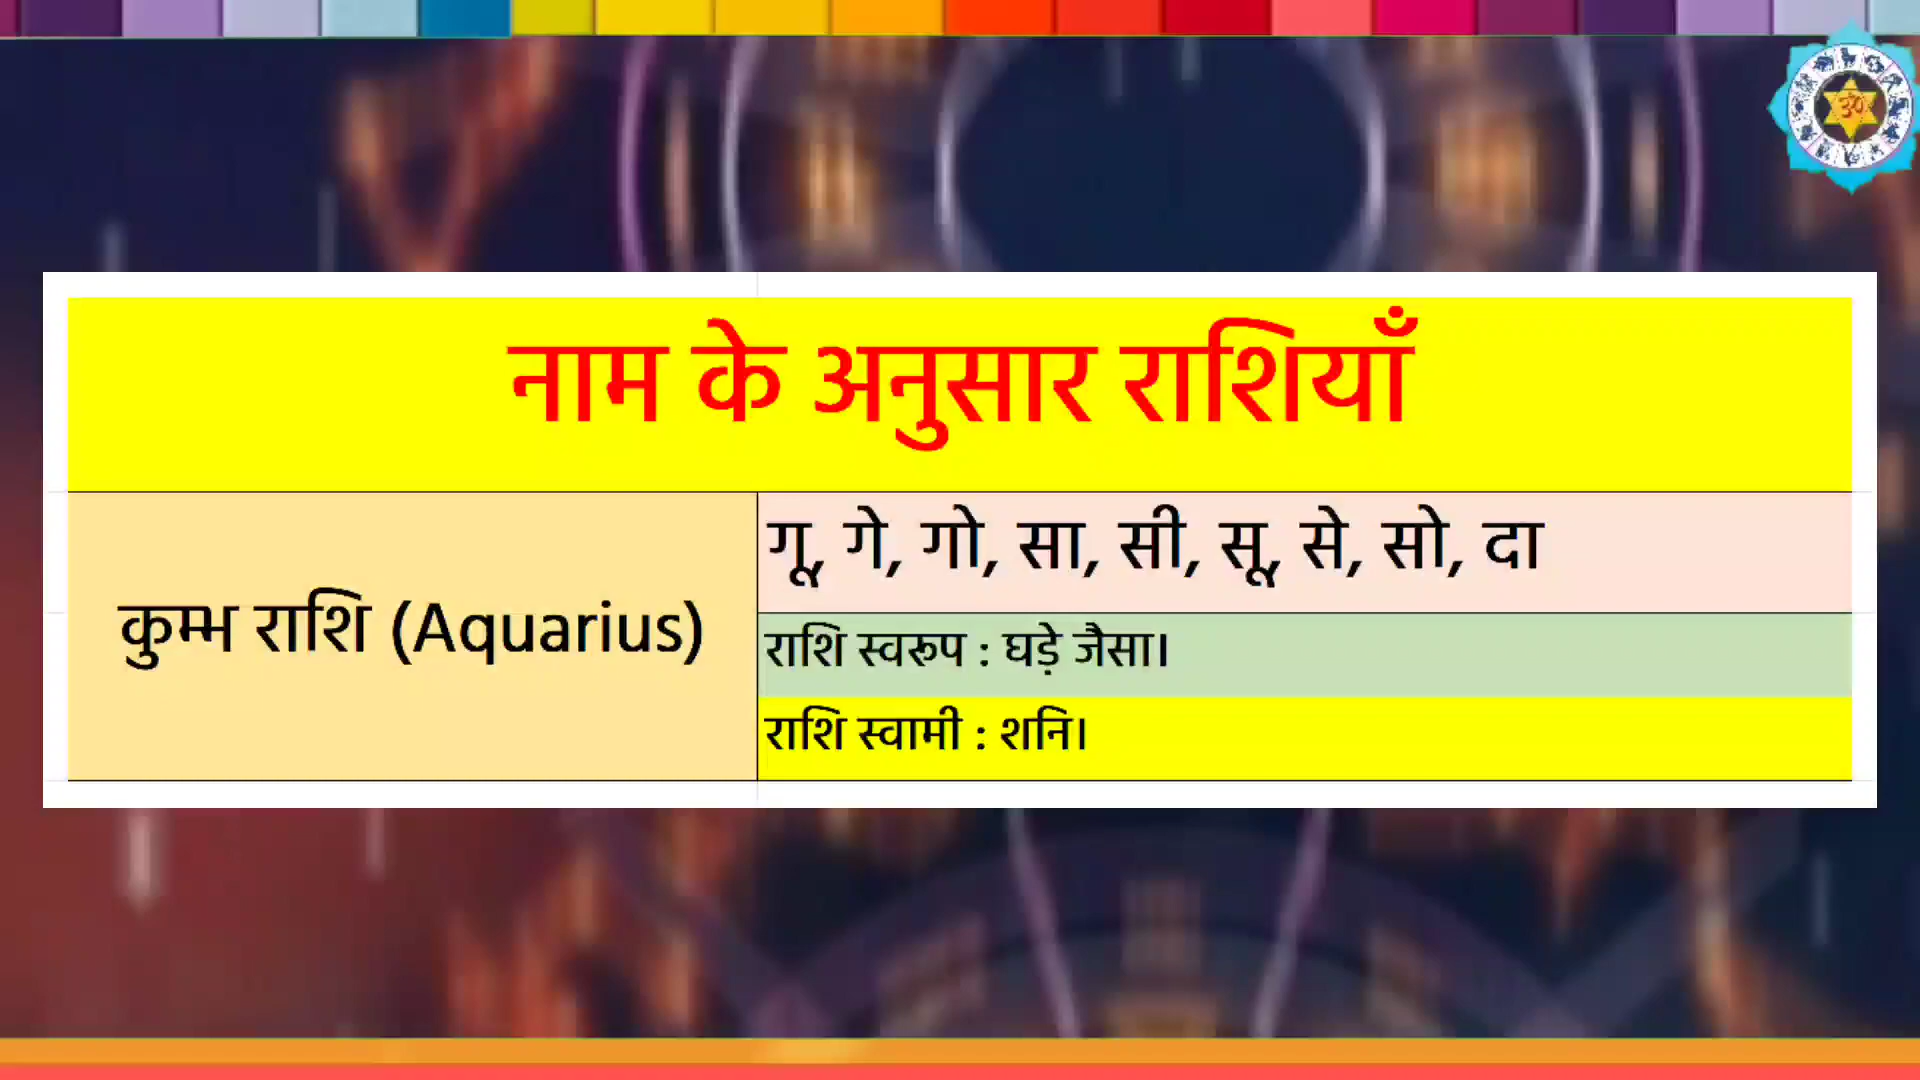 ॐ
नाम के अनुसार राशियाँ
कुम्भ राशि (Aquarius)
गू, गे, गो, सा, सी, सू, से, सो, दा
राशि स्वरूप : घड़े जैसा।
राशि स्वामी : शनि।